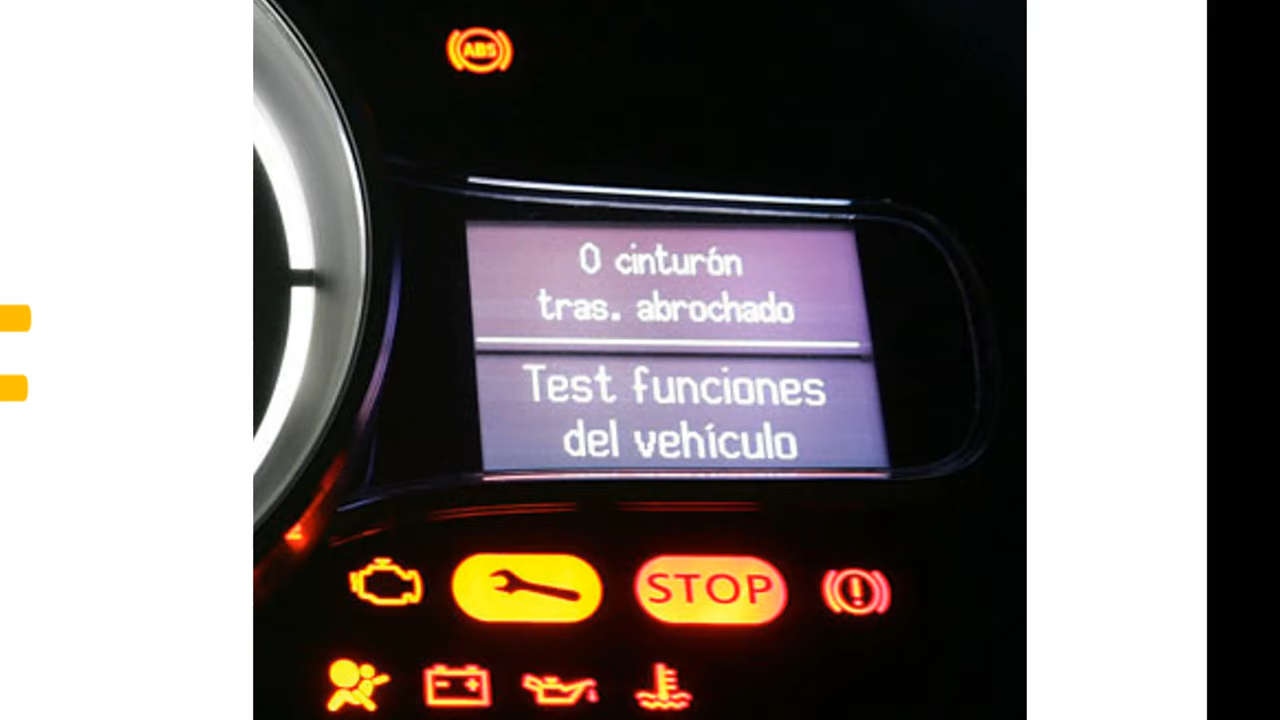 ABS
0 cinturón
tras. abrochado
Test funciones
del vehículo
STOP